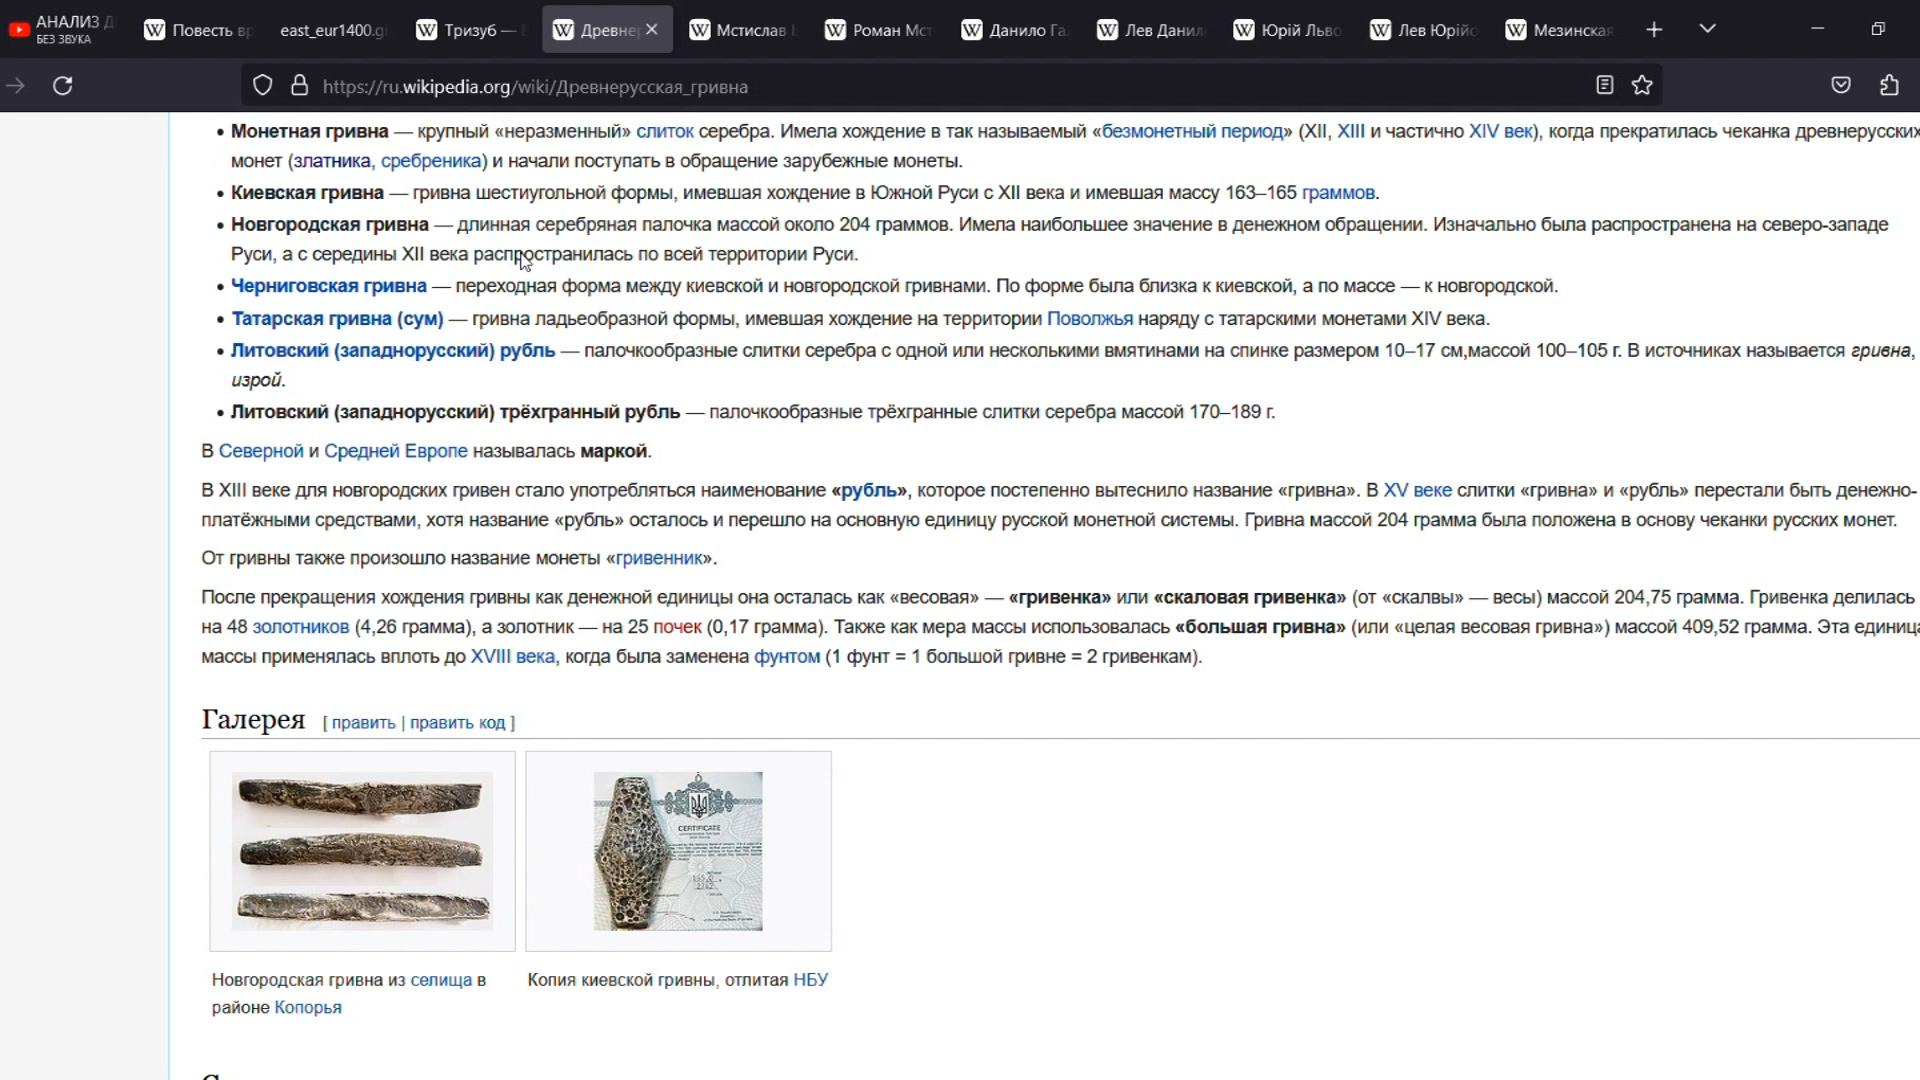 АНАЛИЗ Д
БЕЗ ЗВУКА
Повесть вр
east_eur1400.gi
Тризуб —
Древнер
Мстислав
Роман Мст
Данило Га
Лев Данил
Юрій Льво
Лев Юрійо
Мезинская
https://ru.wikipedia.org/wiki/Древнерусская_гривна
• Монетная гривна — крупный «неразменный» слиток серебра. Имела хождение в так называемый «безмонетный период» (XII, XIII и частично XIV век), когда прекратилась чеканка древнерусских
монет (златника, сребреника) и начали поступать в обращение зарубежные монеты.
• Киевская гривна — гривна шестиугольной формы, имевшая хождение в Южной Руси с XII века и имевшая массу 163–165 граммов.
• Новгородская гривна — длинная серебряная палочка массой около 204 граммов. Имела наибольшее значение в денежном обращении. Изначально была распространена на северо-западе
Руси, а с середины XII века распространилась по всей территории Руси.
• Черниговская гривна — переходная форма между киевской и новгородской гривнами. По форме была близка к киевской, а по массе — к новгородской.
• Татарская гривна (сум) — гривна ладьеобразной формы, имевшая хождение на территории Поволжья наряду с татарскими монетами XIV века.
• Литовский (западнорусский) рубль — палочкообразные слитки серебра с одной или несколькими вмятинами на спинке размером 10–17 см,массой 100–105 г. В источниках называется гривна,
изрой.
• Литовский (западнорусский) трёхгранный рубль — палочкообразные трёхгранные слитки серебра массой 170–189 г.
В Северной и Средней Европе называлась маркой.
В XIII веке для новгородских гривен стало употребляться наименование «рубль», которое постепенно вытеснило название «гривна». В XV веке слитки «гривна» и «рубль» перестали быть денежно-
платёжными средствами, хотя название «рубль» осталось и перешло на основную единицу русской монетной системы. Гривна массой 204 грамма была положена в основу чеканки русских монет.
От гривны также произошло название монеты «гривенник».
После прекращения хождения гривны как денежной единицы она осталась как «весовая» — «гривенка» или «скаловая гривенка» (от «скалвы» — весы) массой 204,75 грамма. Гривенка делилась
на 48 золотников (4,26 грамма), а золотник — на 25 почек (0,17 грамма). Также как мера массы использовалась «большая гривна» (или «целая весовая гривна») массой 409,52 грамма. Эта единица
массы применялась вплоть до XVIII века, когда была заменена фунтом (1 фунт = 1 большой гривне = 2 гривенкам).
Галерея [ править | править код ]
CERTIFICATE
Новгородская гривна из селища в
районе Копорья
Копия киевской гривны, отлитая НБУ